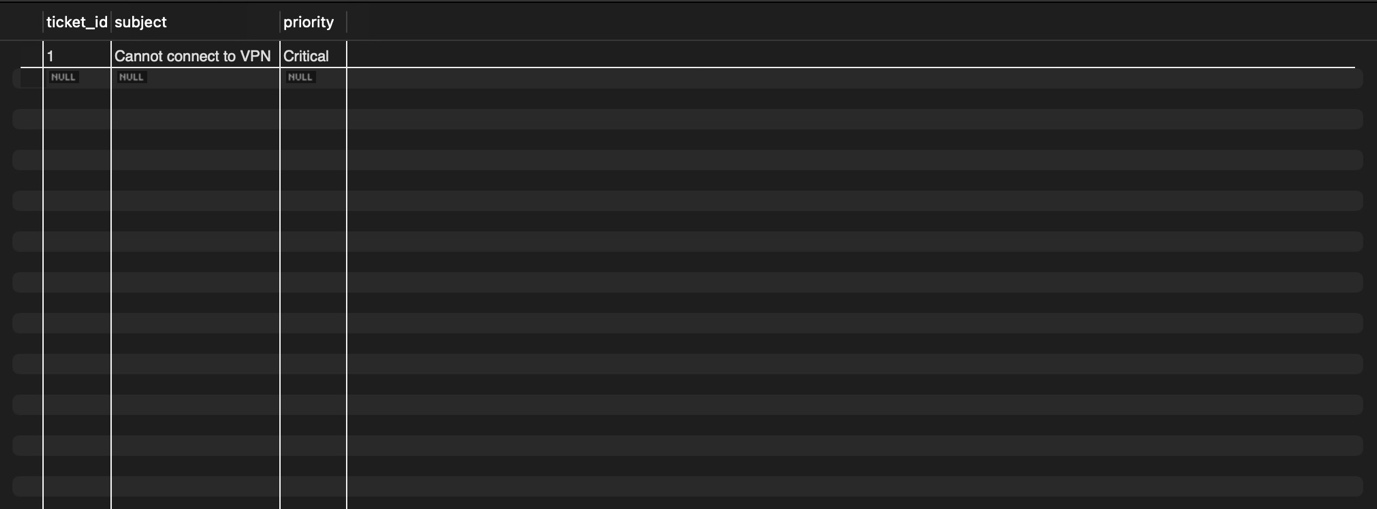 ticket_id subject priority
1 Cannot connect to VPN Critical
NULL NULL NULL